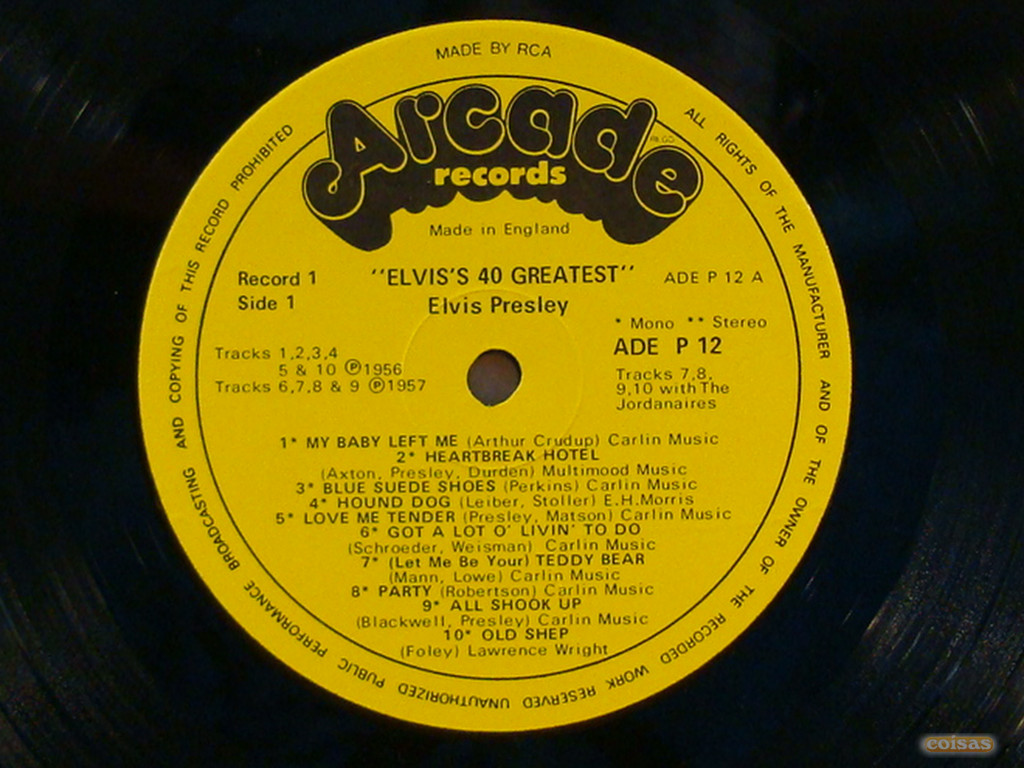 MADE BY RCA
ALL RIGHTS OF THE MANUFACTURER AND OF THE OWNER OF THE RECORDED WORK RESERVED UNAUTHORIZED PUBLIC PERFORMANCE BROADCASTING AND COPYING OF THIS RECORD PROHIBITED
Arcade
records
Made in England
Record 1
Side 1
"ELVIS'S 40 GREATEST"
Elvis Presley
ADE P 12 A
* Mono ** Stereo
ADE P 12
Tracks 1,2,3,4
5 & 10 Ⓟ1956
Tracks 6,7,8 & 9 Ⓟ1957
Tracks 7,8,
9,10 with The
Jordanaires
1* MY BABY LEFT ME (Arthur Crudup) Carlin Music
2* HEARTBREAK HOTEL
(Axton, Presley, Durden) Multimood Music
3* BLUE SUEDE SHOES (Perkins) Carlin Music
4* HOUND DOG (Leiber, Stoller) E.H.Morris
5* LOVE ME TENDER (Presley, Matson) Carlin Music
6* GOT A LOT O' LIVIN' TO DO
(Schroeder, Weisman) Carlin Music
7* (Let Me Be Your) TEDDY BEAR
(Mann, Lowe) Carlin Music
8* PARTY (Robertson) Carlin Music
9* ALL SHOOK UP
(Blackwell, Presley) Carlin Music
10* OLD SHEP
(Foley) Lawrence Wright
coisas